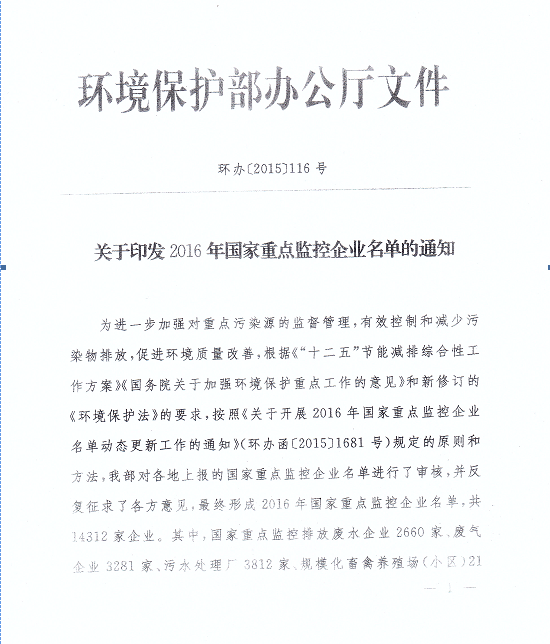 环境保护部办公厅文件
环办〔2015〕116 号
关于印发 2016 年国家重点监控企业名单的通知
为进一步加强对重点污染源的监督管理,有效控制和减少污
染物排放,促进环境质量改善,根据《“十二五”节能减排综合性工
作方案》《国务院关于加强环境保护重点工作的意见》和新修订的
《环境保护法》的要求,按照《关于开展 2016 年国家重点监控企业
名单动态更新工作的通知》(环办函〔2015〕1681 号)规定的原则和
方法,我部对各地上报的国家重点监控企业名单进行了审核,并反
复征求了各方意见,最终形成 2016 年国家重点监控企业名单,共
14312 家企业。其中,国家重点监控排放废水企业 2660 家、废气
企业 3281 家、污水处理厂 3812 家、规模化畜禽养殖场(小区)21
— 1 —